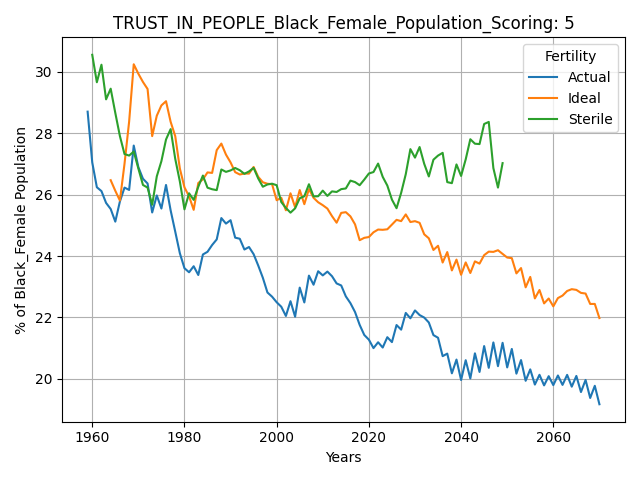 TRUST_IN_PEOPLE_Black_Female_Population_Scoring: 5
Fertility
Actual
Ideal
Sterile
% of Black_Female Population
30
28
26
24
22
20
1960
1980
2000
2020
2040
2060
Years